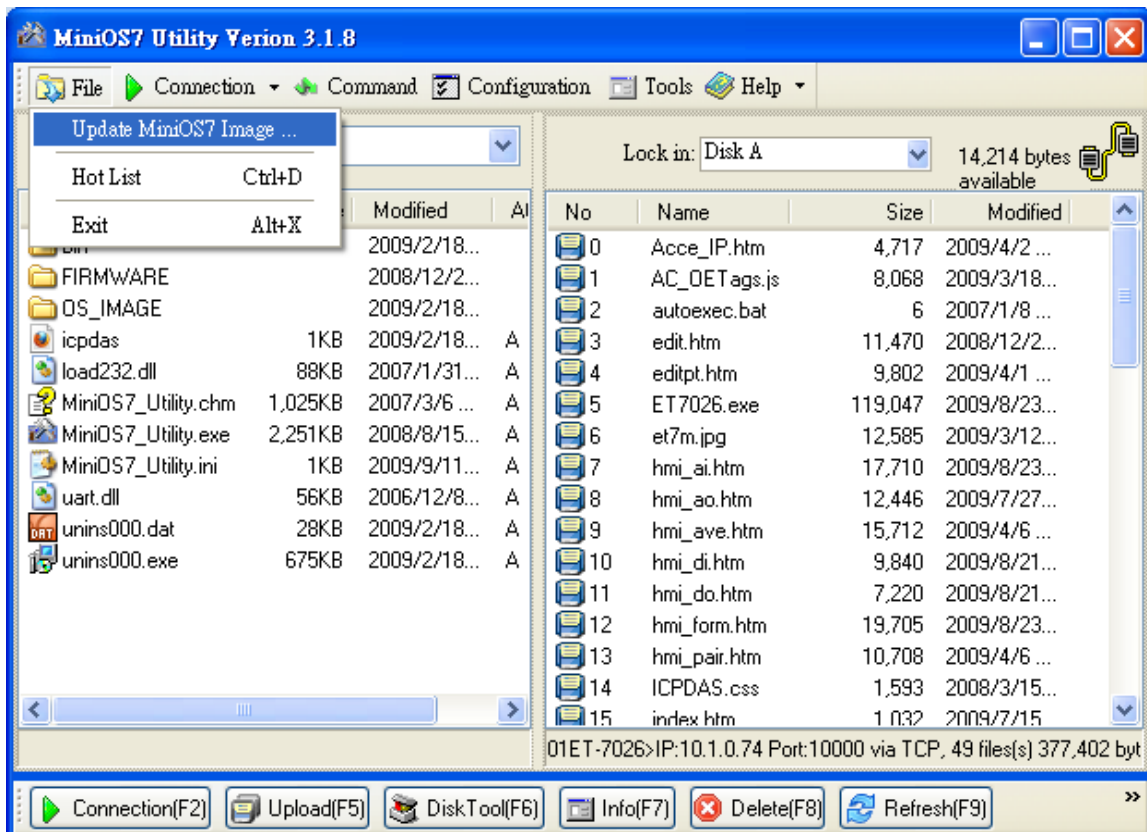 MiniOS7 Utility Verion 3.1.8
File Connection Command Configuration Tools Help
Update MiniOS7 Image ...
Hot List Ctrl+D
Exit Alt+X
Lock in: Disk A
14,214 bytes
available
Modified
No Name Size Modified
bin 2009/2/18...
FIRMWARE 2008/12/2...
OS_IMAGE 2009/2/18...
icpdas 1KB 2009/2/18... A
load232.dll 88KB 2007/1/31... A
MiniOS7_Utility.chm 1,025KB 2007/3/6 ... A
MiniOS7_Utility.exe 2,251KB 2008/8/15... A
MiniOS7_Utility.ini 1KB 2009/9/11... A
uart.dll 56KB 2006/12/8... A
unins000.dat 28KB 2009/2/18... A
unins000.exe 675KB 2009/2/18... A
0 Acce_IP.htm 4,717 2009/4/2 ...
1 AC_OETags.js 8,068 2009/3/18...
2 autoexec.bat 6 2007/1/8 ...
3 edit.htm 11,470 2008/12/2...
4 editpt.htm 9,802 2009/4/1 ...
5 ET7026.exe 119,047 2009/8/23...
6 et7m.jpg 12,585 2009/3/12...
7 hmi_ai.htm 17,710 2009/8/23...
8 hmi_ao.htm 12,446 2009/7/27...
9 hmi_ave.htm 15,712 2009/4/6 ...
10 hmi_di.htm 9,840 2009/8/21...
11 hmi_do.htm 7,220 2009/8/21...
12 hmi_form.htm 19,705 2009/8/23...
13 hmi_pair.htm 10,708 2009/4/6 ...
14 ICPDAS.css 1,593 2008/3/15...
15 index.htm 1,032 2009/7/15
01ET-7026>IP:10.1.0.74 Port:10000 via TCP, 49 files(s) 377,402 byt
Connection(F2) Upload(F5) DiskTool(F6) Info(F7) Delete(F8) Refresh(F9) »